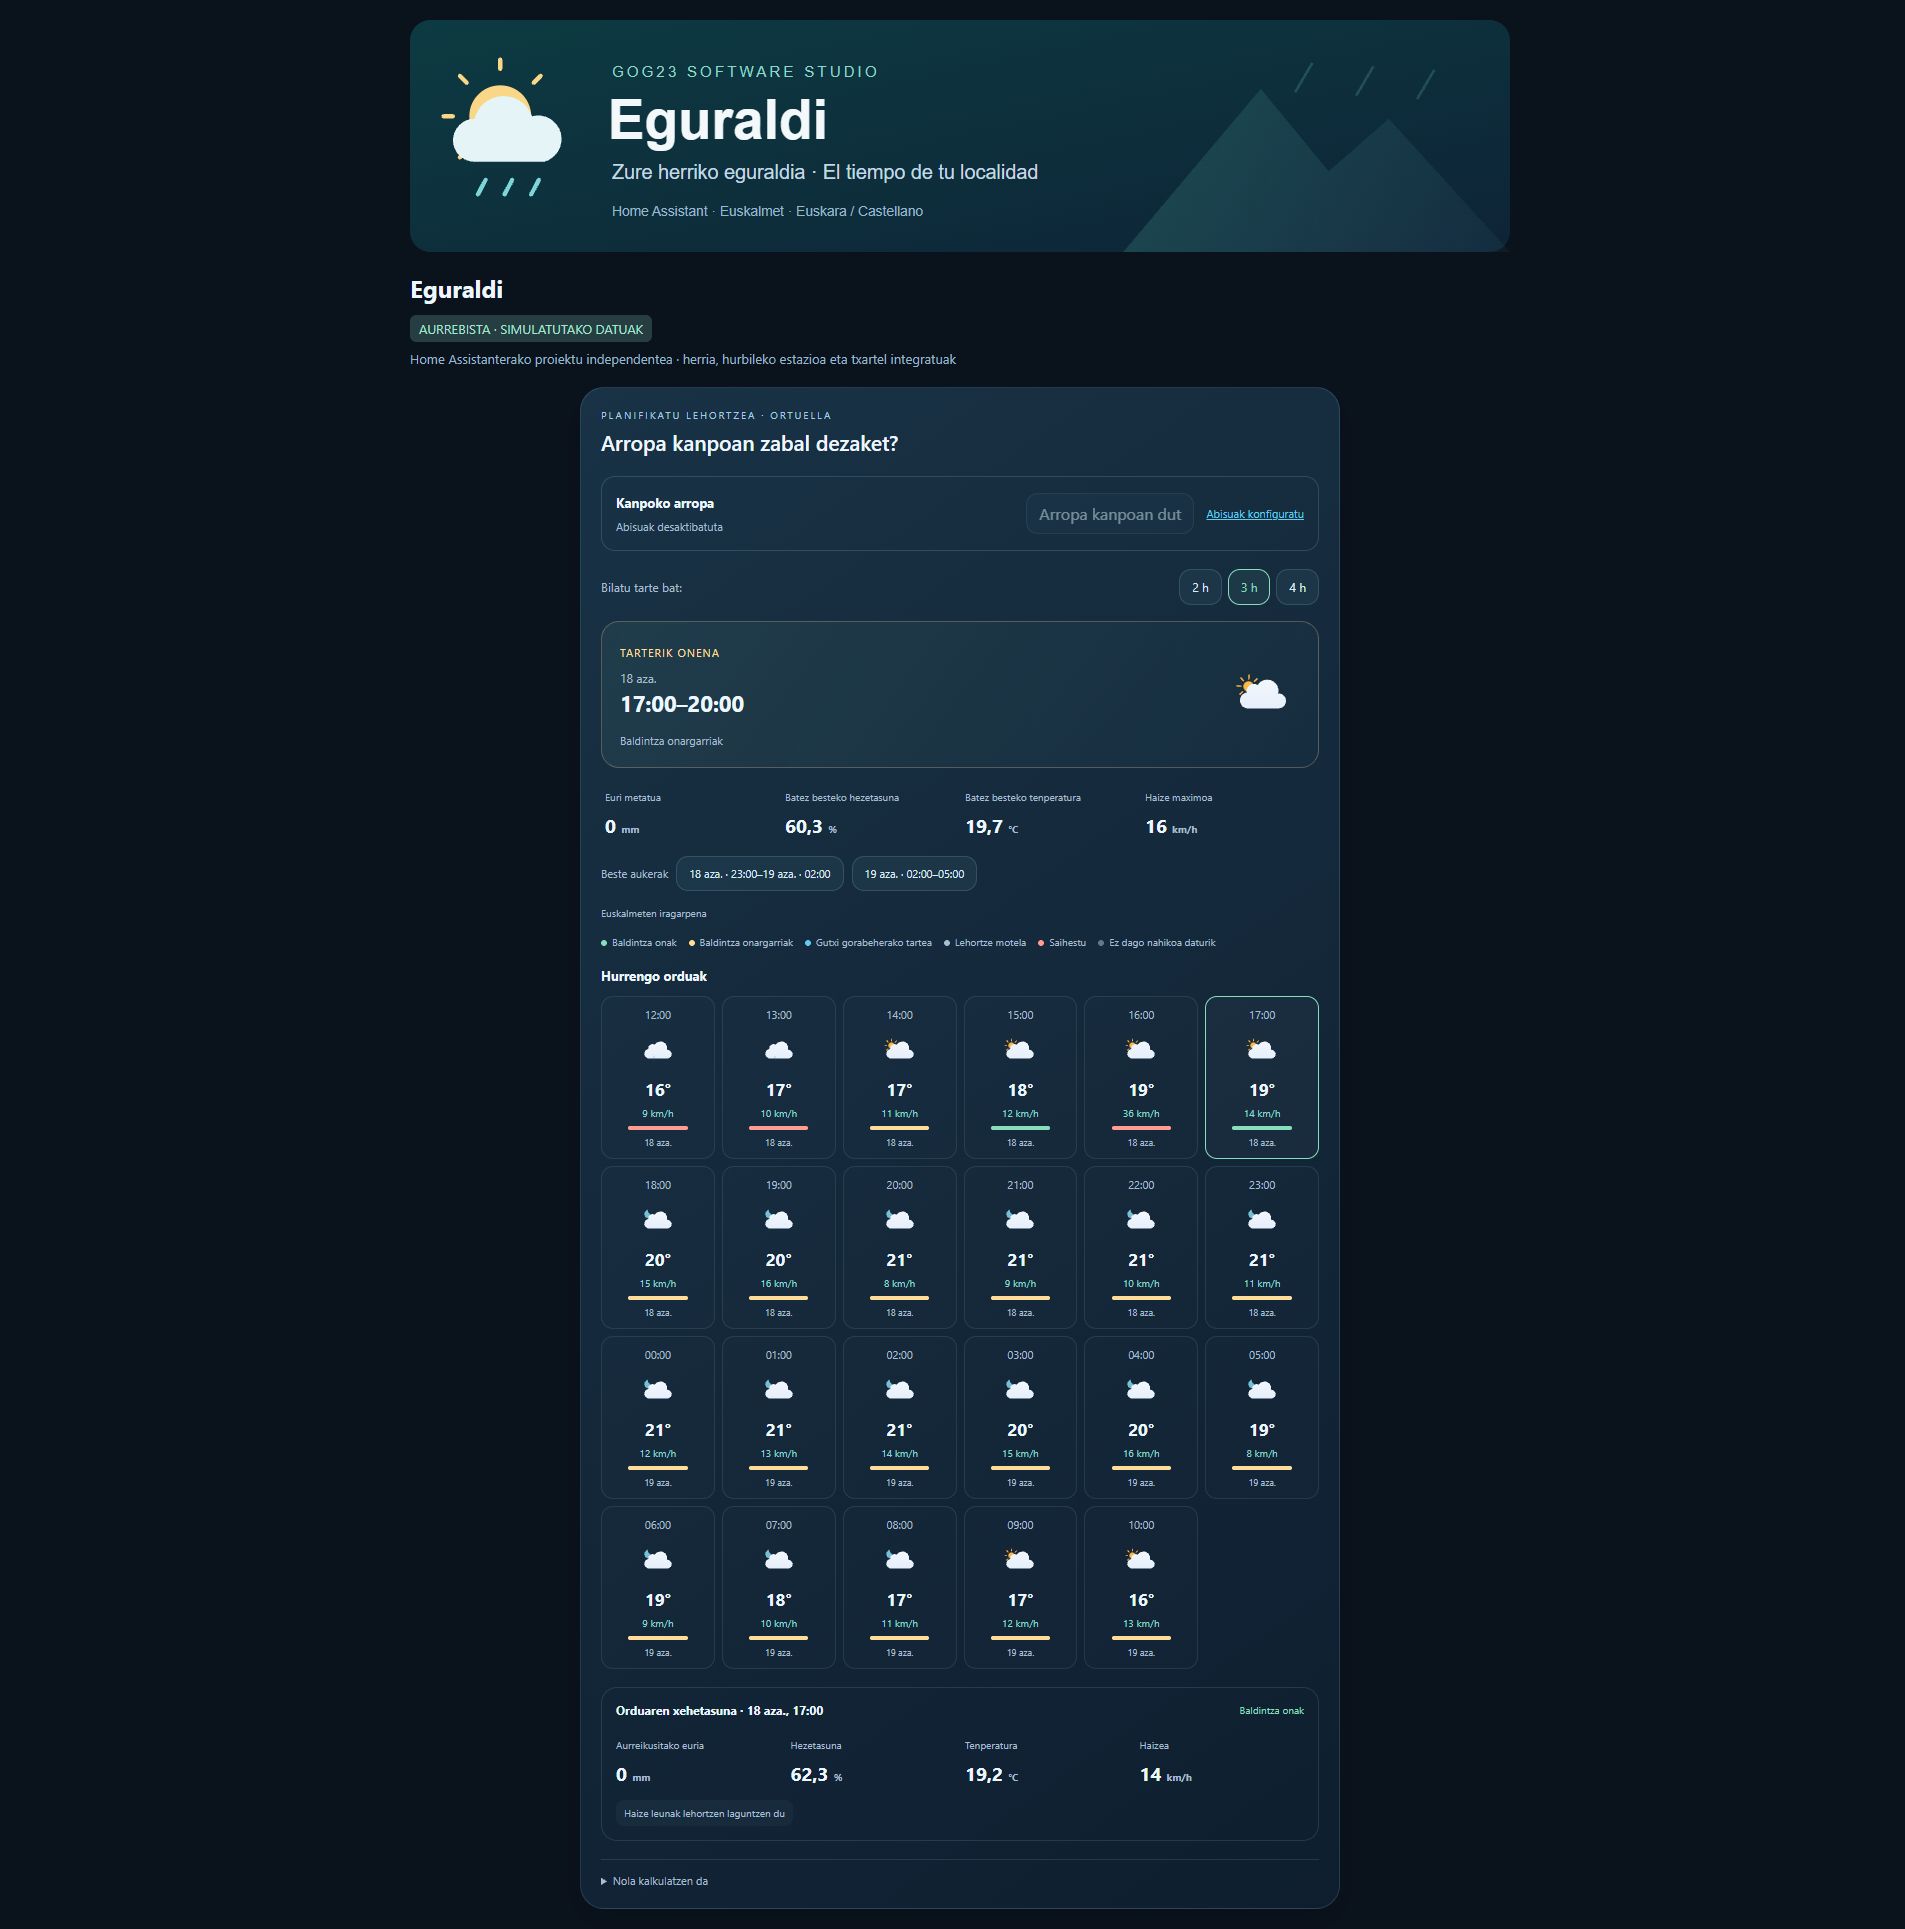 GOG23 SOFTWARE STUDIO
Eguraldi
Zure herriko eguraldia · El tiempo de tu localidad
Home Assistant · Euskalmet · Euskara / Castellano
Eguraldi
AURREBISTA · SIMULATUTAKO DATUAK
Home Assistanterako proiektu independentea · herria, hurbileko estazioa eta txartel integratuak
PLANIFIKATU LEHORTZEA · ORTUELLA
Arropa kanpoan zabal dezaket?
Kanpoko arropa
Abisuak desaktibatuta
Arropa kanpoan dut
Abisuak konfiguratu
Bilatu tarte bat:
2 h
3 h
4 h
TARTERIK ONENA
18 aza.
17:00–20:00
Baldintza onargarriak
Euri metatua
Batez besteko hezetasuna
Batez besteko tenperatura
Haize maximoa
0 mm
60,3 %
19,7 °C
16 km/h
Beste aukerak
18 aza. · 23:00–19 aza. · 02:00
19 aza. · 02:00–05:00
Euskalmeten iragarpena
Baldintza onak
Baldintza onargarriak
Gutxi gorabeherako tartea
Lehortze motela
Saihestu
Ez dago nahikoa daturik
Hurrengo orduak
12:00 13:00 14:00 15:00 16:00 17:00
16° 17° 17° 18° 19° 19°
9 km/h 10 km/h 11 km/h 12 km/h 36 km/h 14 km/h
18 aza. 18 aza. 18 aza. 18 aza. 18 aza. 18 aza.
18:00 19:00 20:00 21:00 22:00 23:00
20° 20° 21° 21° 21° 21°
15 km/h 16 km/h 8 km/h 9 km/h 10 km/h 11 km/h
18 aza. 18 aza. 18 aza. 18 aza. 18 aza. 18 aza.
00:00 01:00 02:00 03:00 04:00 05:00
21° 21° 21° 20° 20° 19°
12 km/h 13 km/h 14 km/h 15 km/h 16 km/h 8 km/h
19 aza. 19 aza. 19 aza. 19 aza. 19 aza. 19 aza.
06:00 07:00 08:00 09:00 10:00
19° 18° 17° 17° 16°
9 km/h 10 km/h 11 km/h 12 km/h 13 km/h
19 aza. 19 aza. 19 aza. 19 aza. 19 aza.
Orduaren xehetasuna · 18 aza., 17:00
Baldintza onak
Aurreikusitako euria
Hezetasuna
Tenperatura
Haizea
0 mm
62,3 %
19,2 °C
14 km/h
Haize leunak lehortzen laguntzen du
Nola kalkulatzen da